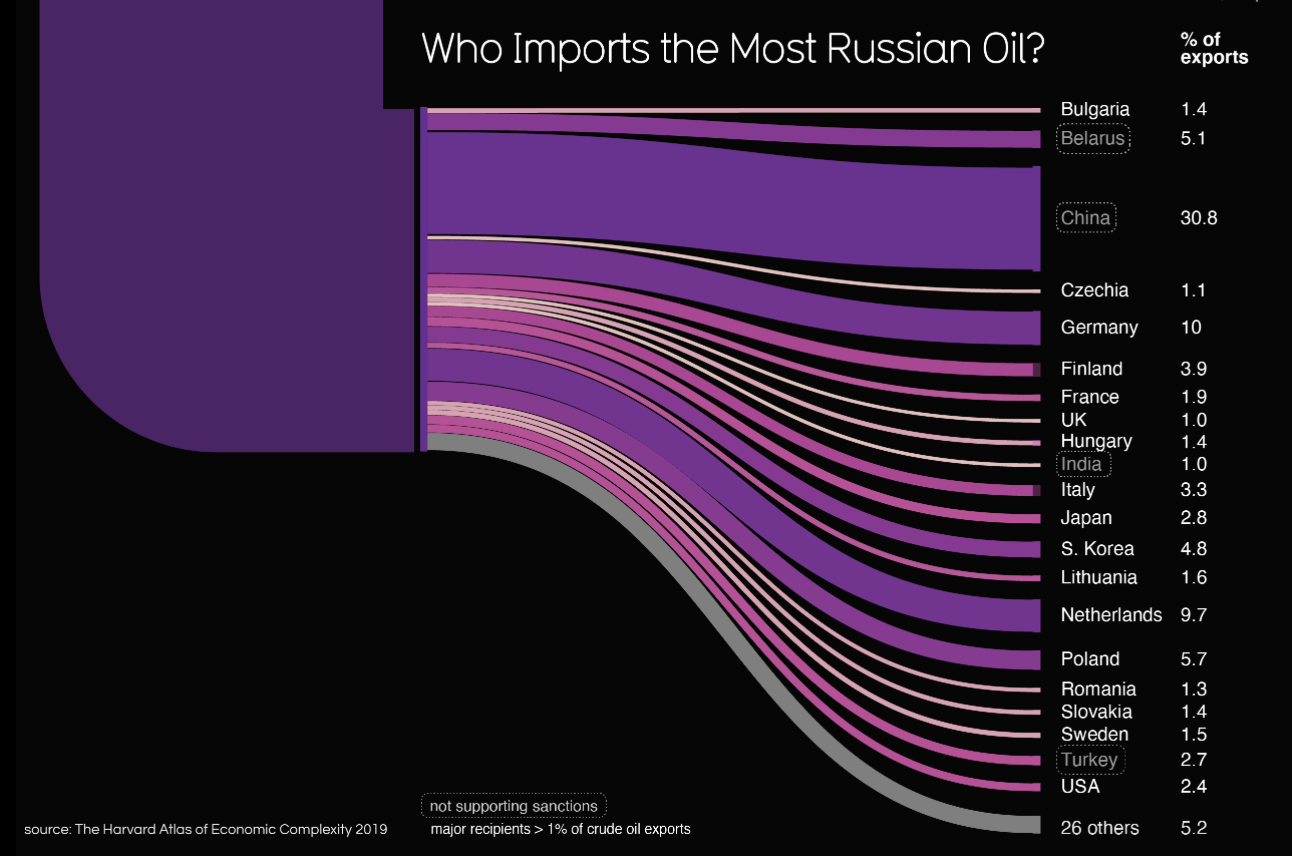 Who Imports the Most Russian Oil?
% of
exports
Bulgaria 1.4
Belarus 5.1
China 30.8
Czechia 1.1
Germany 10
Finland 3.9
France 1.9
UK 1.0
Hungary 1.4
India 1.0
Italy 3.3
Japan 2.8
S. Korea 4.8
Lithuania 1.6
Netherlands 9.7
Poland 5.7
Romania 1.3
Slovakia 1.4
Sweden 1.5
Turkey 2.7
USA 2.4
26 others 5.2
not supporting sanctions
major recipients > 1% of crude oil exports
source: The Harvard Atlas of Economic Complexity 2019